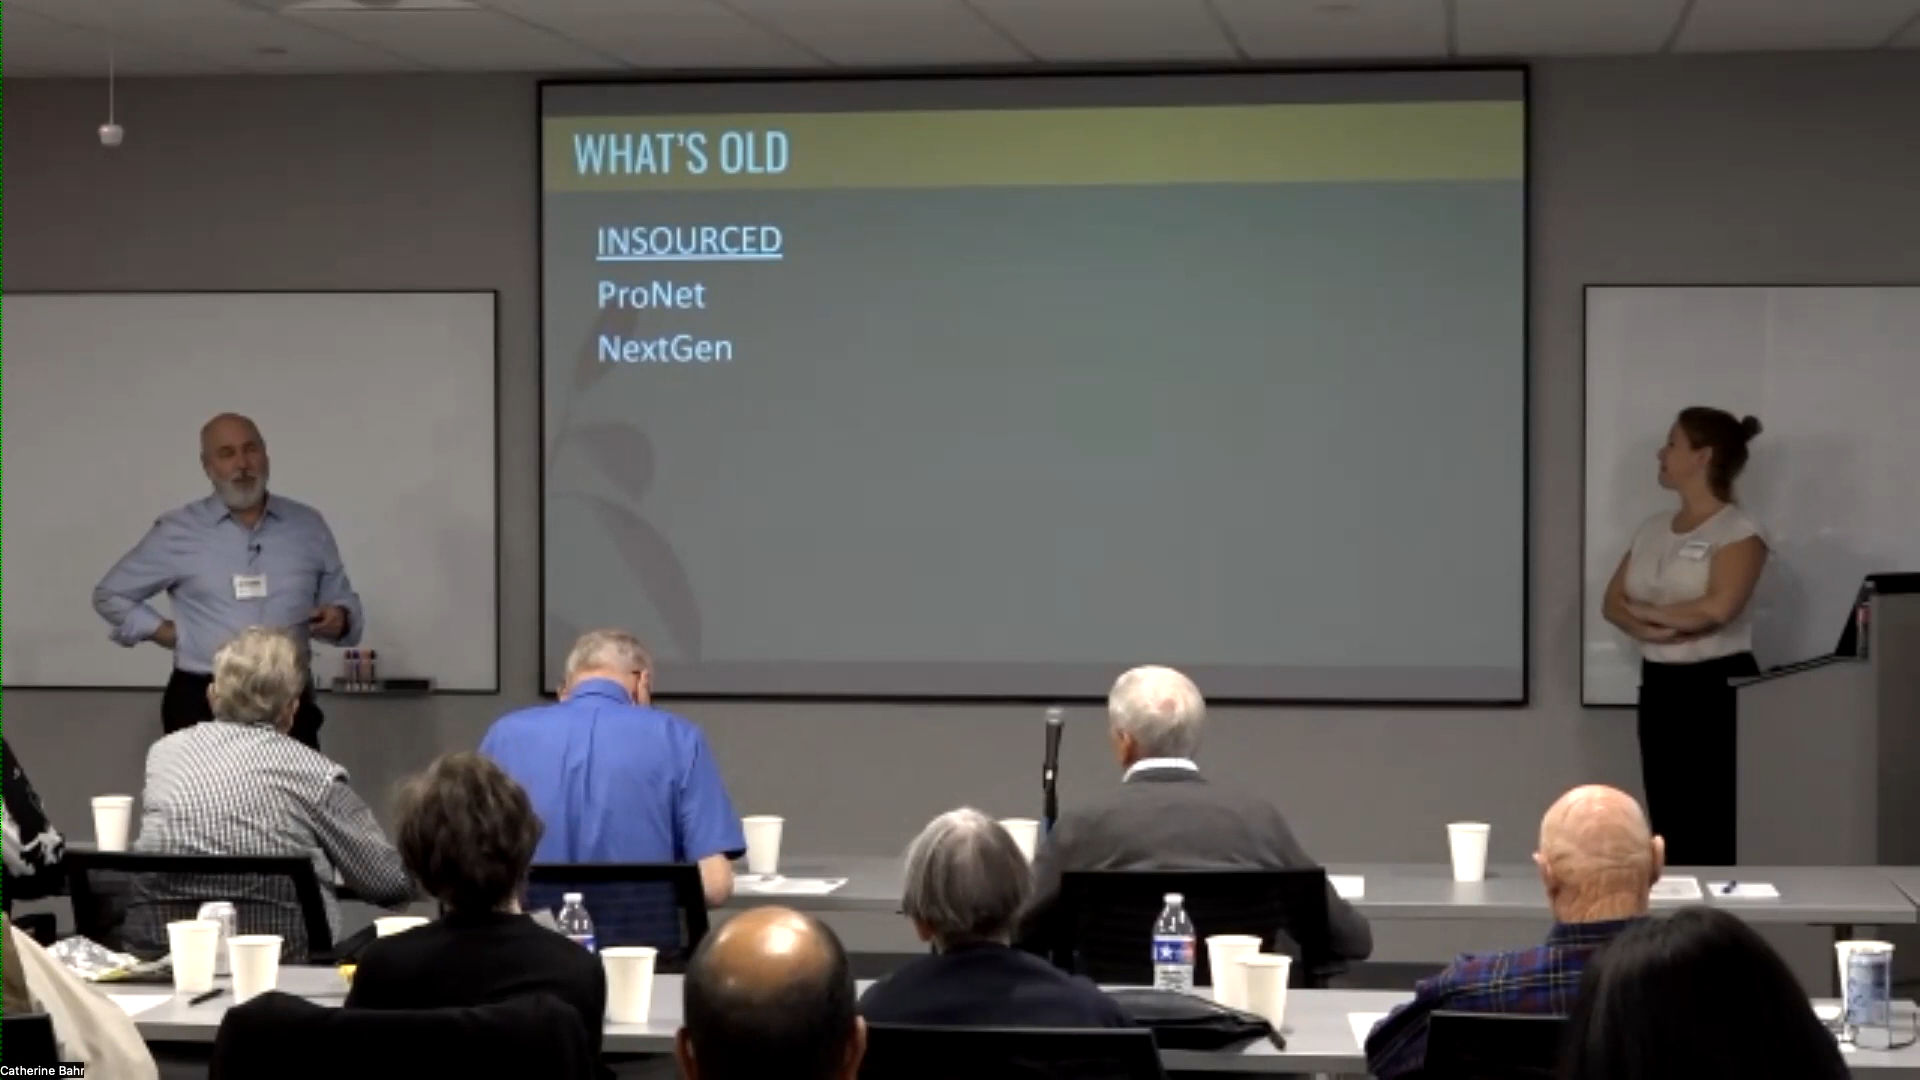 WHAT'S OLD
INSOURCED
ProNet
NextGen
Catherine Bahr